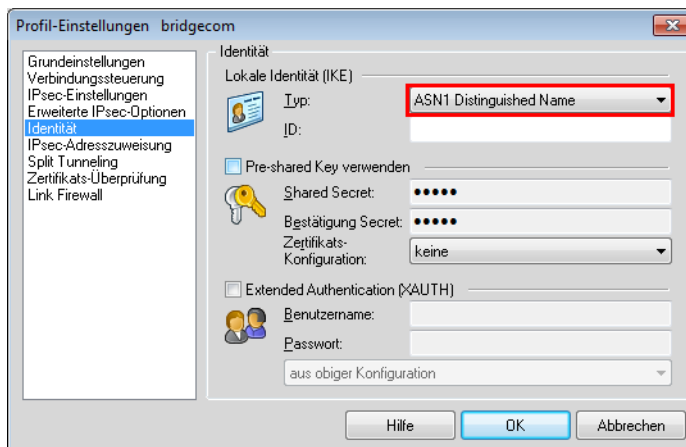 Profil-Einstellungen bridgecom
Grundeinstellungen
Verbindungssteuerung
IPsec-Einstellungen
Erweiterte IPsec-Optionen
Identität
IPsec-Adresszuweisung
Split Tunneling
Zertifikats-Überprüfung
Link Firewall
Identität
Lokale Identität (IKE)
Typ: ASN1 Distinguished Name
ID:
Pre-shared Key verwenden
Shared Secret: •••••
Bestätigung Secret: •••••
Zertifikats-
Konfiguration: keine
Extended Authentication (XAUTH)
Benutzername:
Passwort:
aus obiger Konfiguration
Hilfe OK Abbrechen